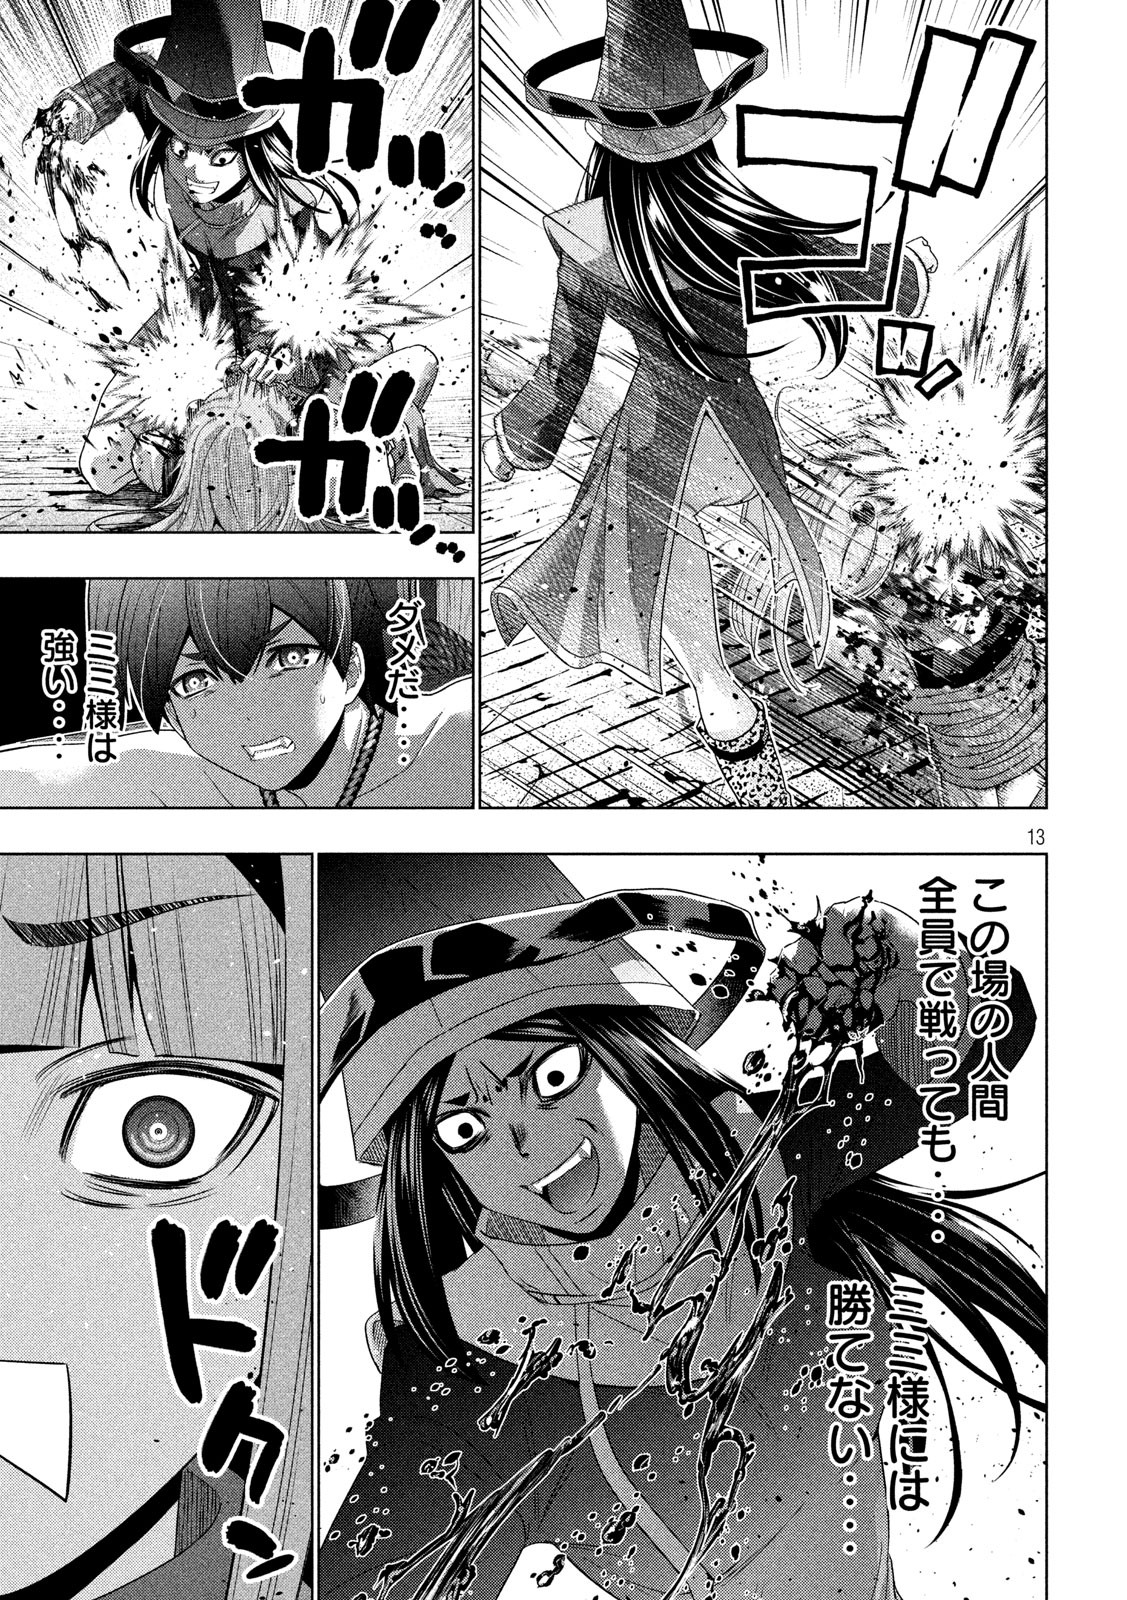 ゴッ
ガッ
ガッ
ダメだ‥‥
ミミ様は
強い‥‥
13
この場の人間
全員で戦っても‥‥
ミミ様には
勝てない‥‥
ドクン